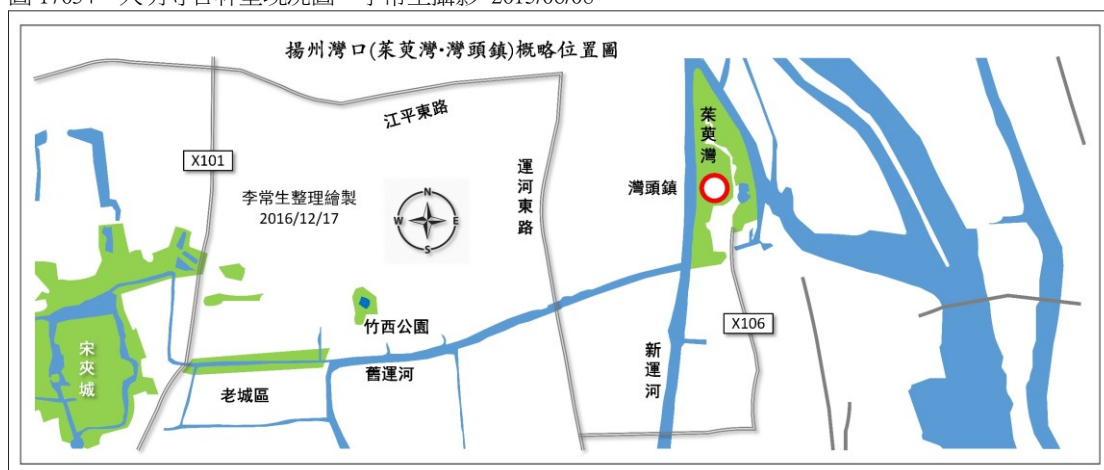 揚州灣口(茱萸灣·灣頭鎮)概略位置圖
江平東路
X101
李常生整理繪製
2016/12/17
N
W
E
S
運河東路
茱萸灣
灣頭鎮
竹西公園
X106
宋夾城
舊運河
老城區
新運河